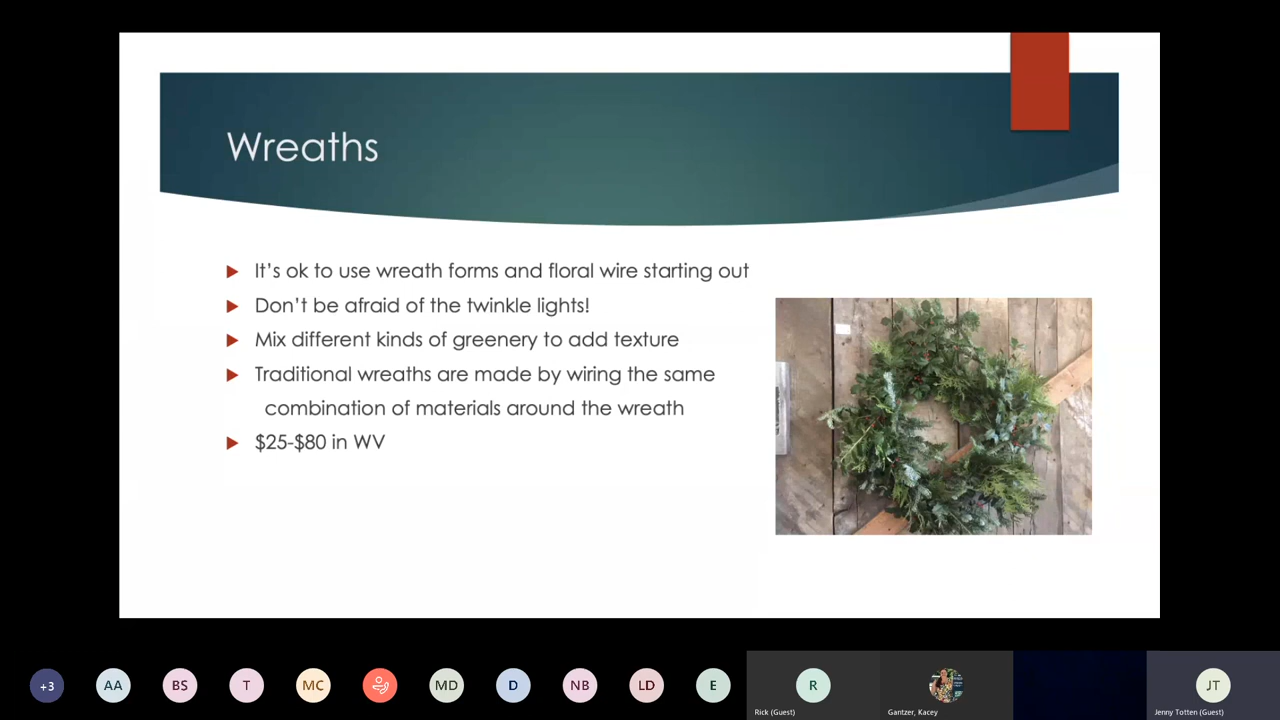 Wreaths
It's ok to use wreath forms and floral wire starting out
Don't be afraid of the twinkle lights!
Mix different kinds of greenery to add texture
Traditional wreaths are made by wiring the same
combination of materials around the wreath
$25-$80 in WV
+3
AA
BS
T
MC
MD
D
NB
LD
E
R
JT
Rick (Guest)
Gantzer, Kacey
Jenny Totten (Guest)